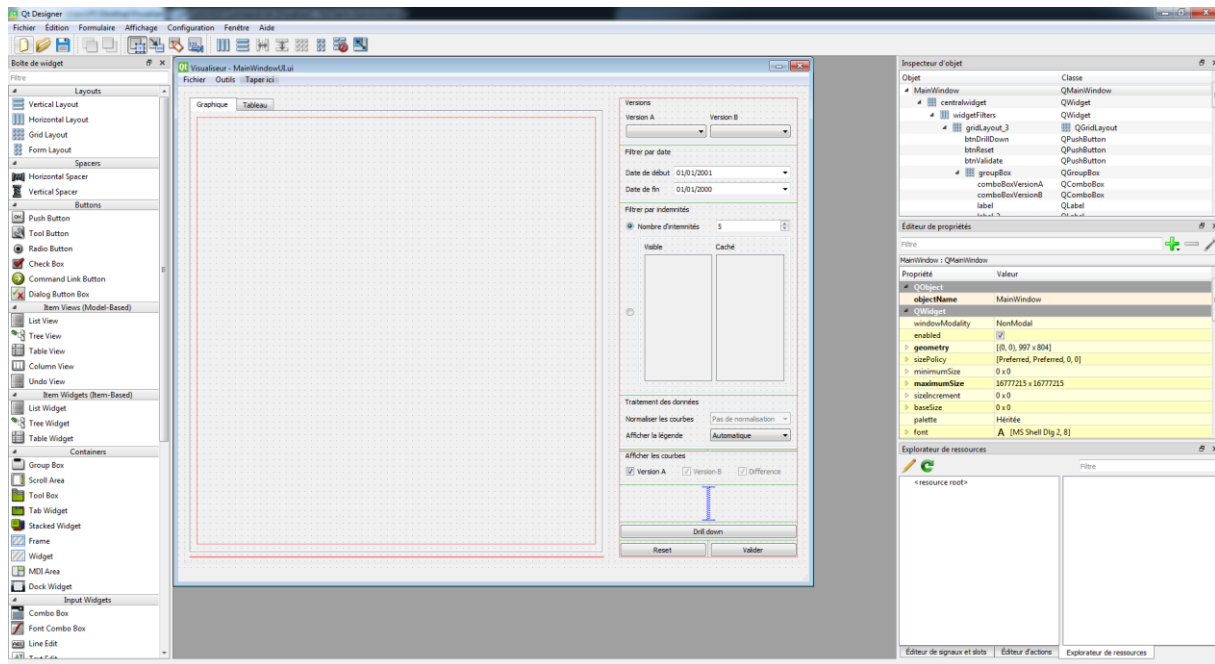 Qt Designer
Fichier Édition Formulaire Affichage Configuration Fenêtre Aide
Boîte de widget
Filtre
Layouts
Vertical Layout
Horizontal Layout
Grid Layout
Form Layout
Spacers
Horizontal Spacer
Vertical Spacer
Buttons
Push Button
Tool Button
Radio Button
Check Box
Command Link Button
Dialog Button Box
Item Views (Model-Based)
List View
Tree View
Table View
Column View
Undo View
Item Widgets (Item-Based)
List Widget
Tree Widget
Table Widget
Containers
Group Box
Scroll Area
Tool Box
Tab Widget
Stacked Widget
Frame
Widget
MDI Area
Dock Widget
Input Widgets
Combo Box
Font Combo Box
Line Edit
Text Edit
Visualiseur - MainWindowUI.ui
Fichier Outils Taper ici
Graphique Tableau
Versions
Version A Version B
Filtrer par date
Date de début 01/01/2001
Date de fin 01/01/2000
Filtrer par indemnités
Nombre d'intemnités 5
Visible Caché
Traitement des données
Normaliser les courbes Pas de normalisation
Afficher la légende Automatique
Afficher les courbes
Version A Version B Difference
Drill down
Reset Valider
Inspecteur d'objet
Objet Classe
MainWindow QMainWindow
centralwidget QWidget
widgetFilters QWidget
gridLayout_3 QGridLayout
btnDrillDown QPushButton
btnReset QPushButton
btnValidate QPushButton
groupBox QGroupBox
comboBoxVersionA QComboBox
comboBoxVersionB QComboBox
label QLabel
label_2 QLabel
Éditeur de propriétés
Filtre
MainWindow : QMainWindow
Propriété Valeur
QObject
objectName MainWindow
QWidget
windowModality NonModal
enabled
geometry [(0, 0), 997 x 804]
sizePolicy [Preferred, Preferred, 0, 0]
minimumSize 0 x 0
maximumSize 16777215 x 16777215
sizeIncrement 0 x 0
baseSize 0 x 0
palette Héritée
font A [MS Shell Dlg 2, 8]
Explorateur de ressources
Filtre
<resource root>
Éditeur de signaux et slots Éditeur d'actions Explorateur de ressources